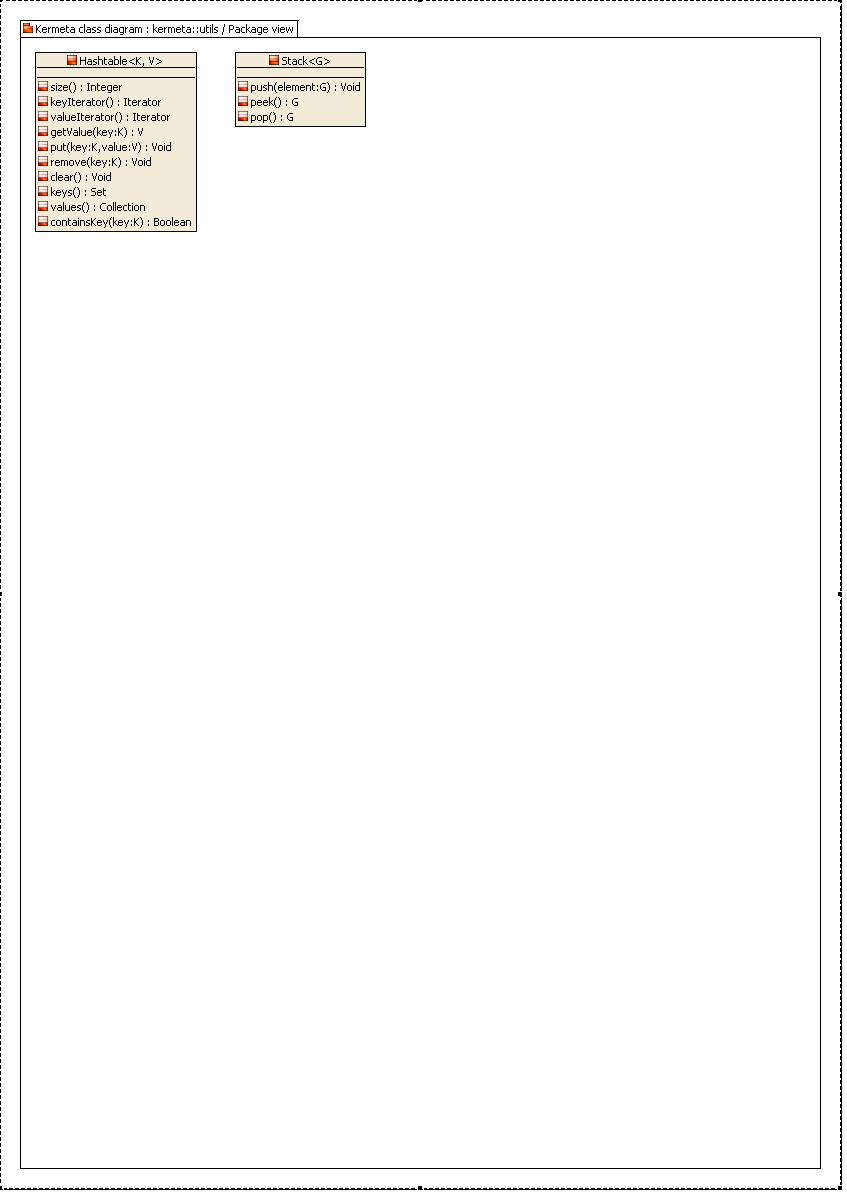 Kermeta class diagram : kermeta::utils / Package view
Hashtable<K, V>
size() : Integer
keyIterator() : Iterator
valueIterator() : Iterator
getValue(key:K) : V
put(key:K,value:V) : Void
remove(key:K) : Void
clear() : Void
keys() : Set
values() : Collection
containsKey(key:K) : Boolean
Stack<G>
push(element:G) : Void
peek() : G
pop() : G